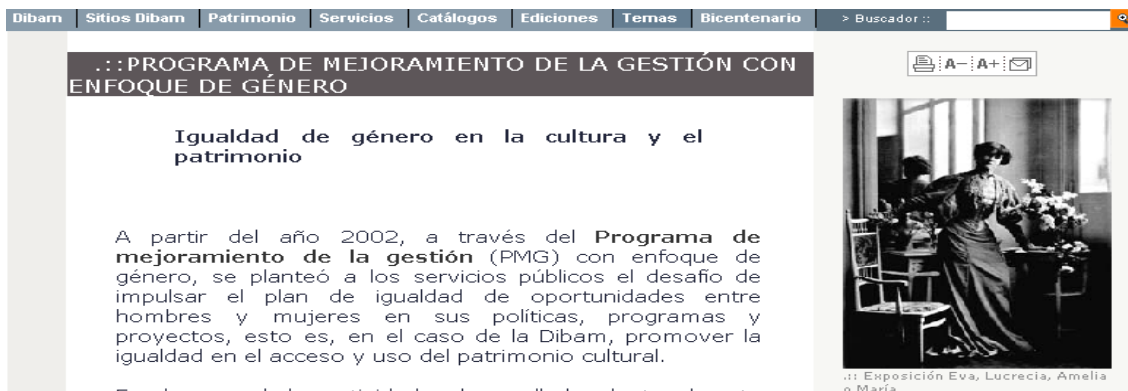 Dibam Sitios Dibam Patrimonio Servicios Catálogos Ediciones Temas Bicentenario > Buscador ::
.::PROGRAMA DE MEJORAMIENTO DE LA GESTIÓN CON
ENFOQUE DE GÉNERO
A- A+
Igualdad de género en la cultura y el
patrimonio
A partir del año 2002, a través del Programa de
mejoramiento de la gestión (PMG) con enfoque de
género, se planteó a los servicios públicos el desafío de
impulsar el plan de igualdad de oportunidades entre
hombres y mujeres en sus políticas, programas y
proyectos, esto es, en el caso de la Dibam, promover la
igualdad en el acceso y uso del patrimonio cultural.
.:: Exposición Eva, Lucrecia, Amelia
o María